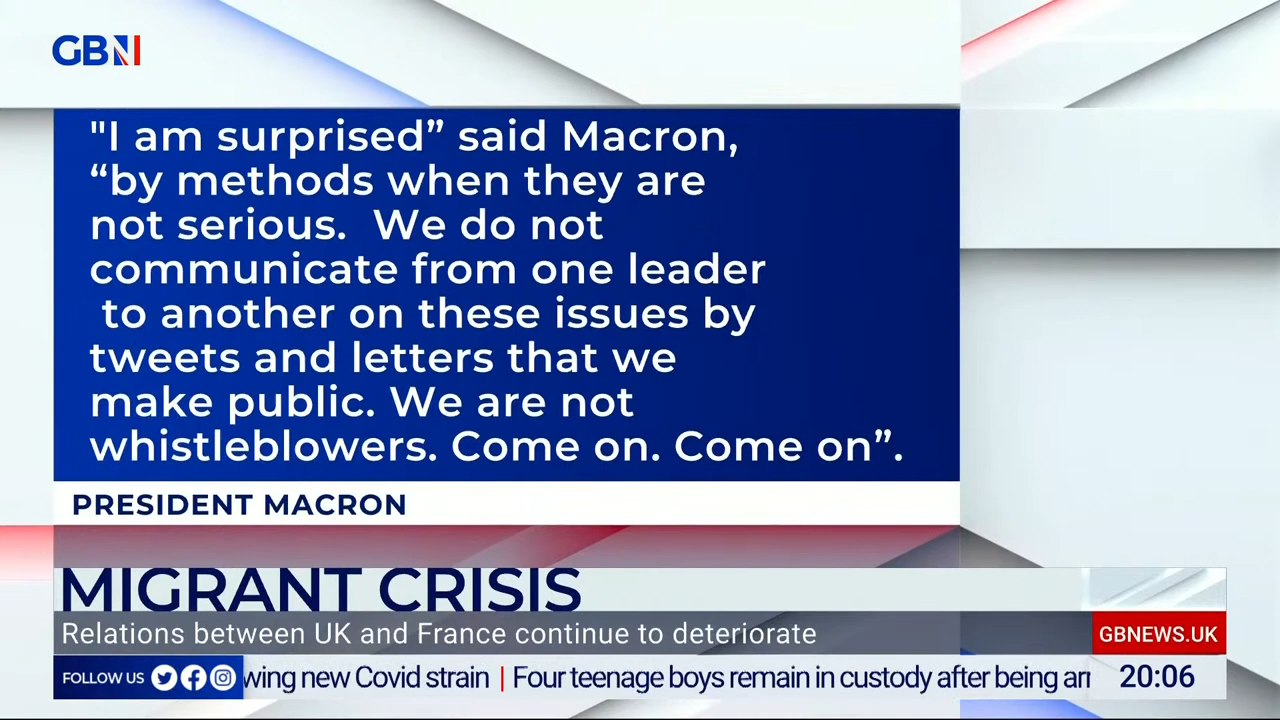 GBN
"I am surprised” said Macron,
“by methods when they are
not serious. We do not
communicate from one leader
to another on these issues by
tweets and letters that we
make public. We are not
whistleblowers. Come on. Come on”.
PRESIDENT MACRON
MIGRANT CRISIS
Relations between UK and France continue to deteriorate
GBNEWS.UK
FOLLOW US
wing new Covid strain | Four teenage boys remain in custody after being arr
20:06